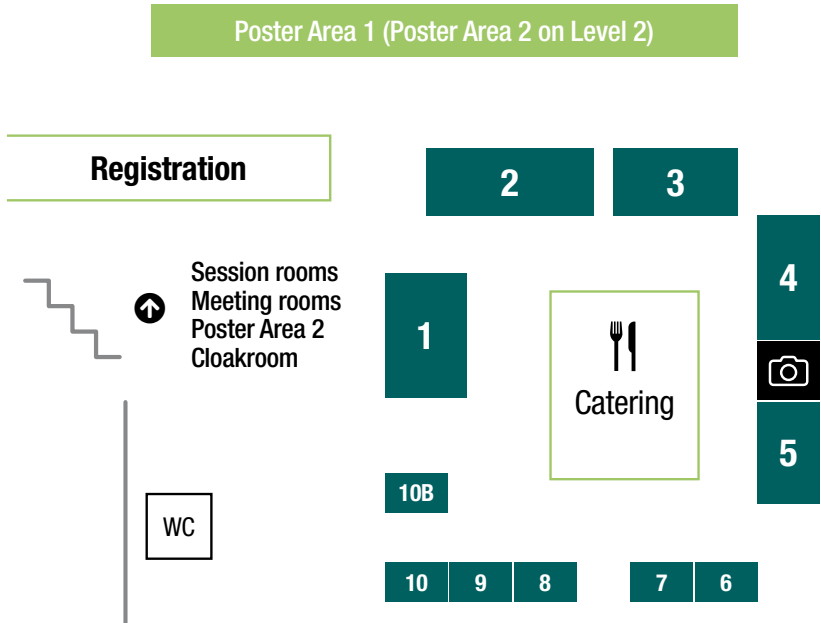 Poster Area 1 (Poster Area 2 on Level 2)
Registration
2
3
Session rooms
Meeting rooms
Poster Area 2
Cloakroom
1
4
Catering
5
10B
WC
10
9
8
7
6